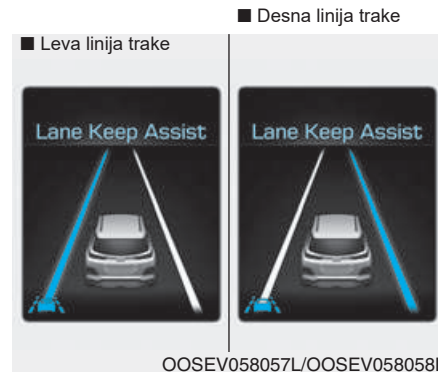 ■ Desna linija trake
■ Leva linija trake
Lane Keep Assist
Lane Keep Assist
OOSEV058057L/OOSEV058058L